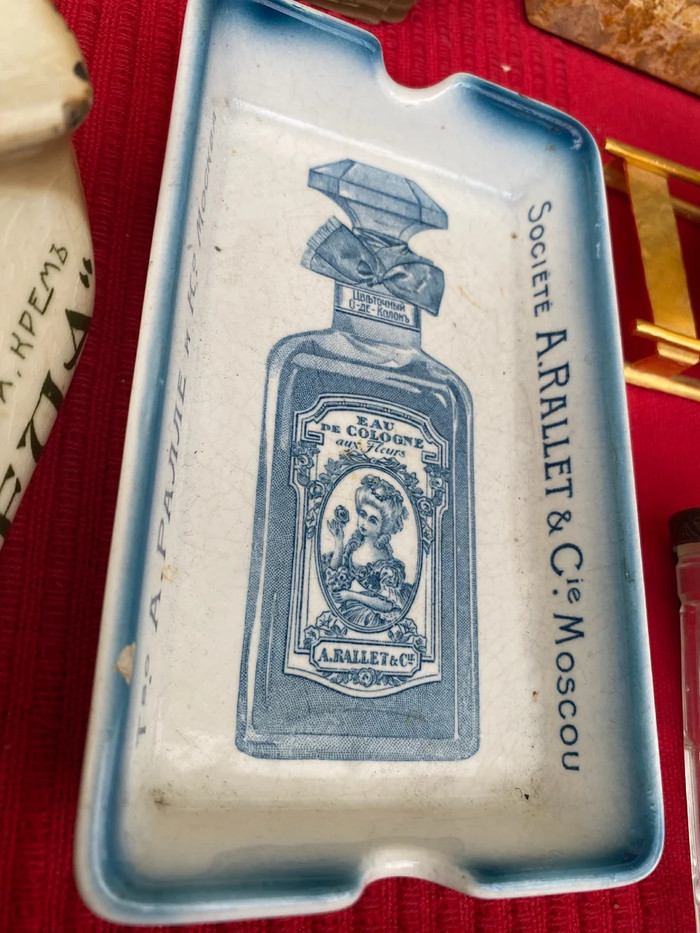 А. КРЕМЪ
Т-во А. РАЛЛЕ и Ко. Москва
Цвѣточный
О-де-Колонъ
EAU
DE COLOGNE
aux Fleurs
A. RALLET & Cie
SOCIÉTÉ A. RALLET & Cie MOSCOU